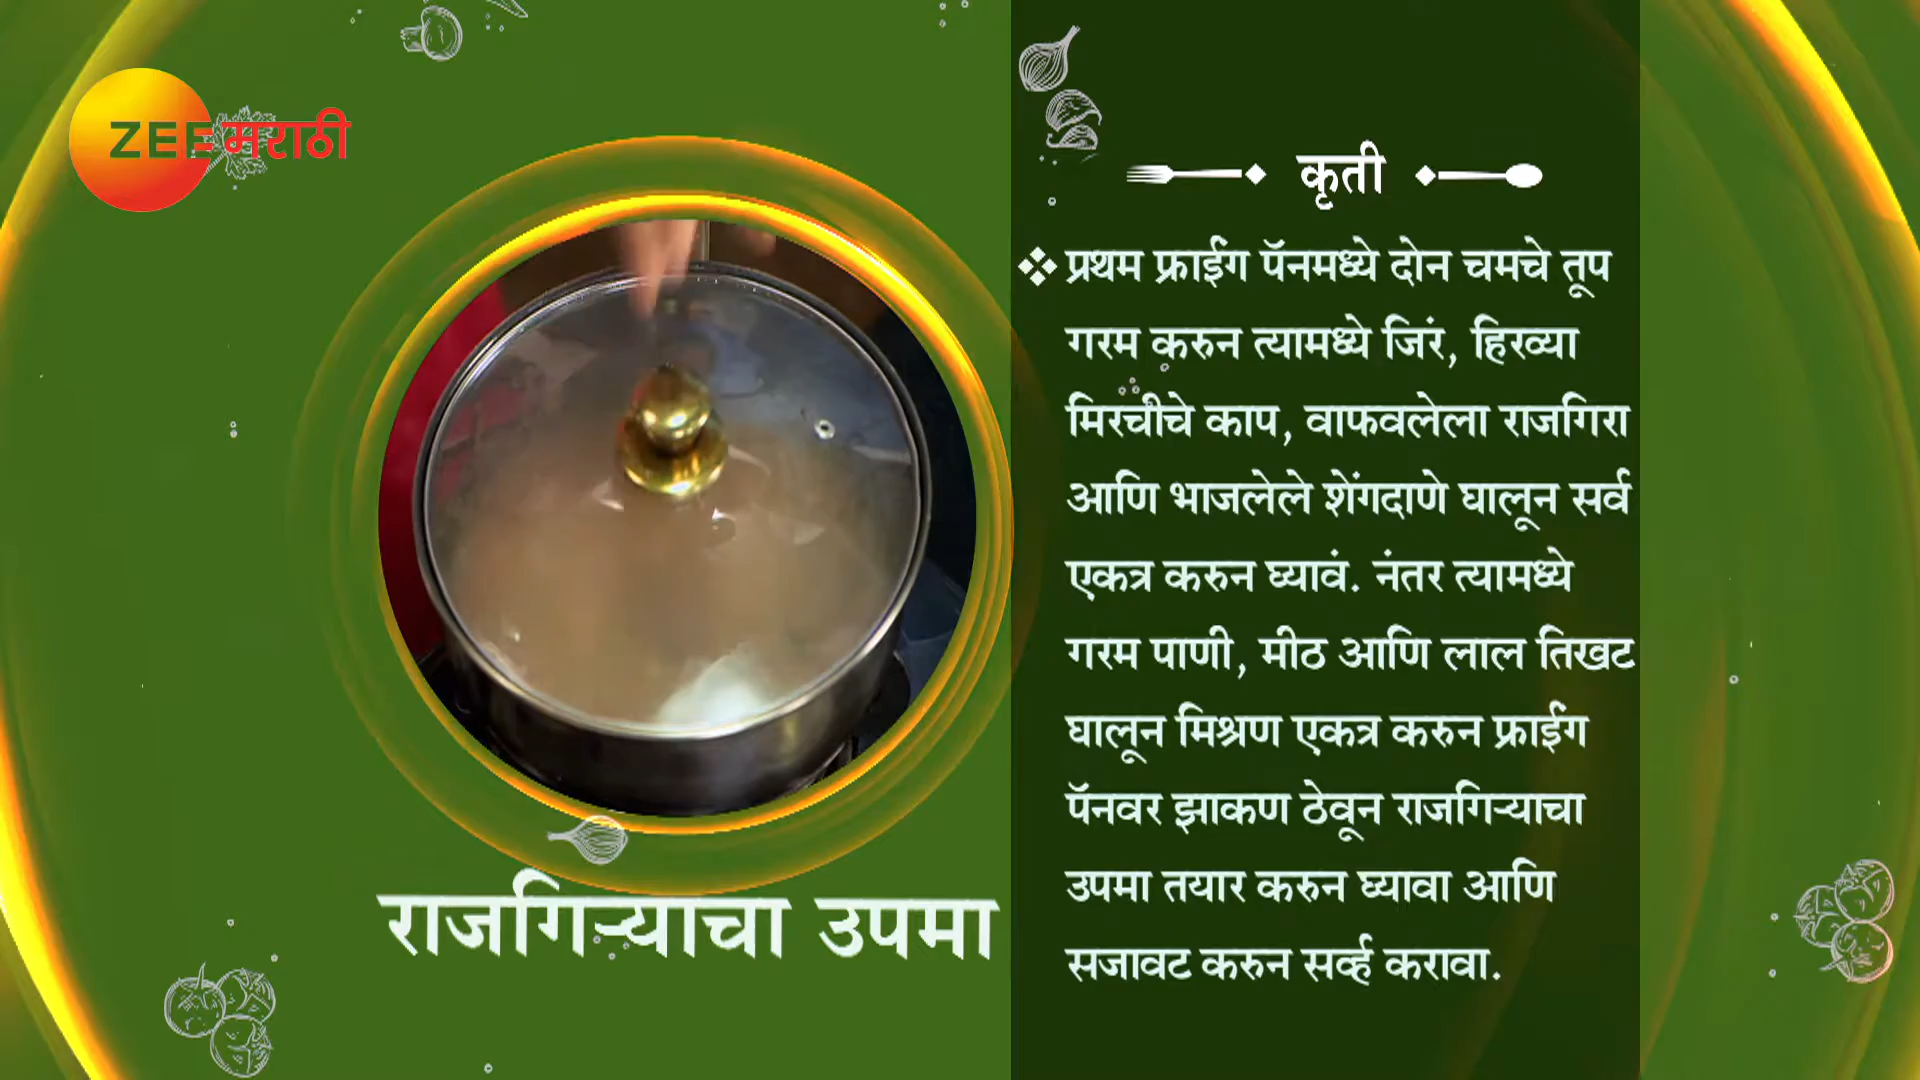 ZEE मराठी
कृती
❖ प्रथम फ्राईंग पॅनमध्ये दोन चमचे तूप
गरम करुन त्यामध्ये जिरं, हिरव्या
मिरचीचे काप, वाफवलेला राजगिरा
आणि भाजलेले शेंगदाणे घालून सर्व
एकत्र करुन घ्यावं. नंतर त्यामध्ये
गरम पाणी, मीठ आणि लाल तिखट
घालून मिश्रण एकत्र करुन फ्राईंग
पॅनवर झाकण ठेवून राजगिऱ्याचा
उपमा तयार करुन घ्यावा आणि
सजावट करुन सर्व्ह करावा.
राजगिऱ्याचा उपमा